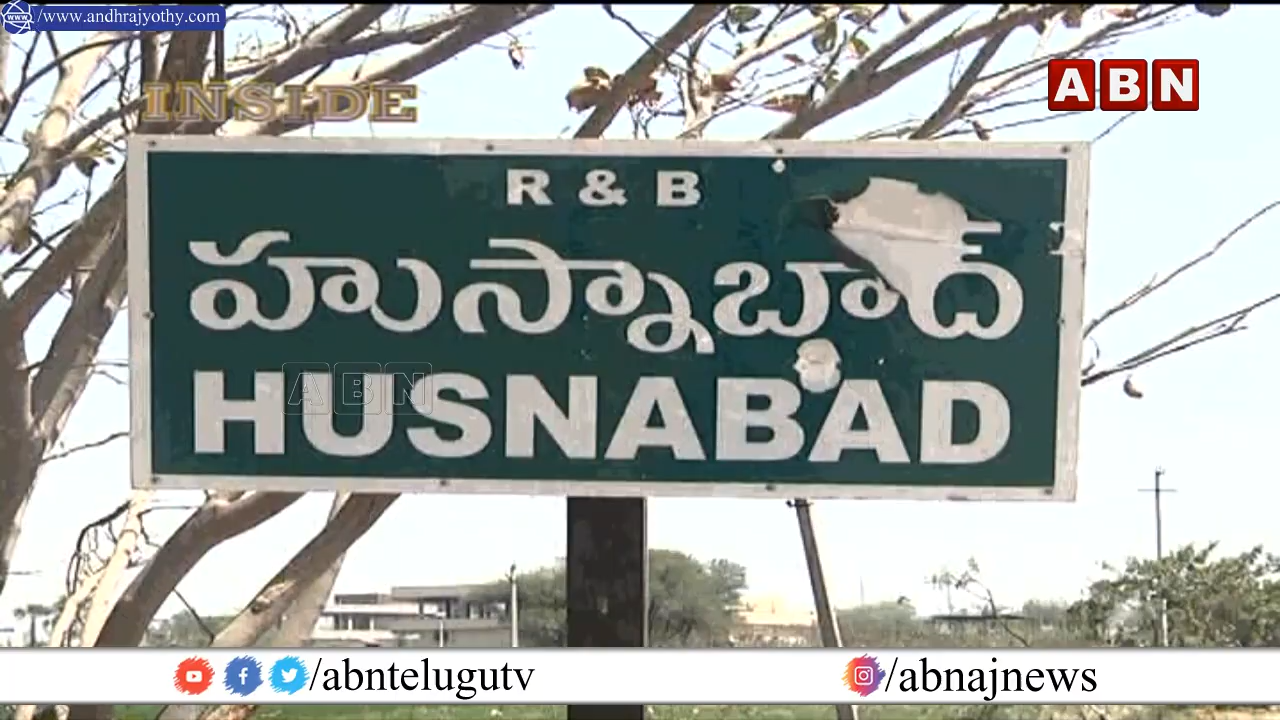 www.andhrajyothy.com
INSIDE
ABN
R & B
హుస్నాబాద్
HUSNABAD
ABN
/abntelugutv
/abnajnews